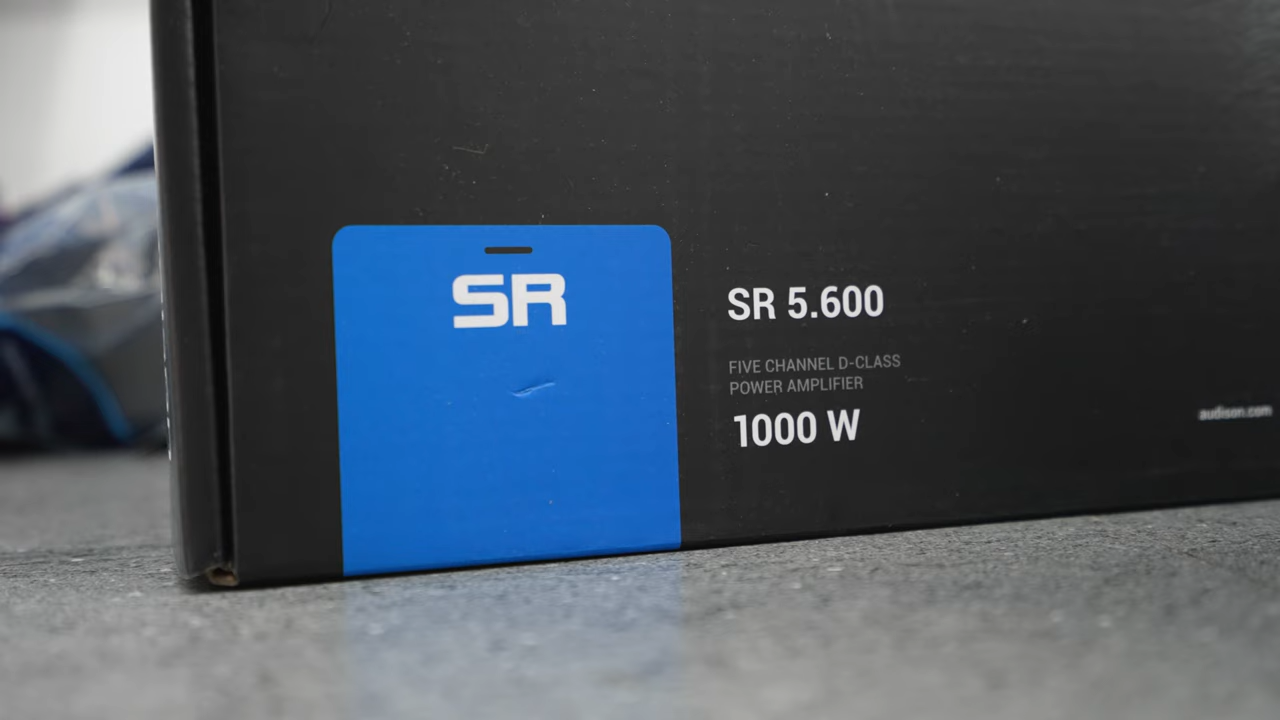 SR
SR 5.600
FIVE CHANNEL D-CLASS
POWER AMPLIFIER
1000 W
audison.com